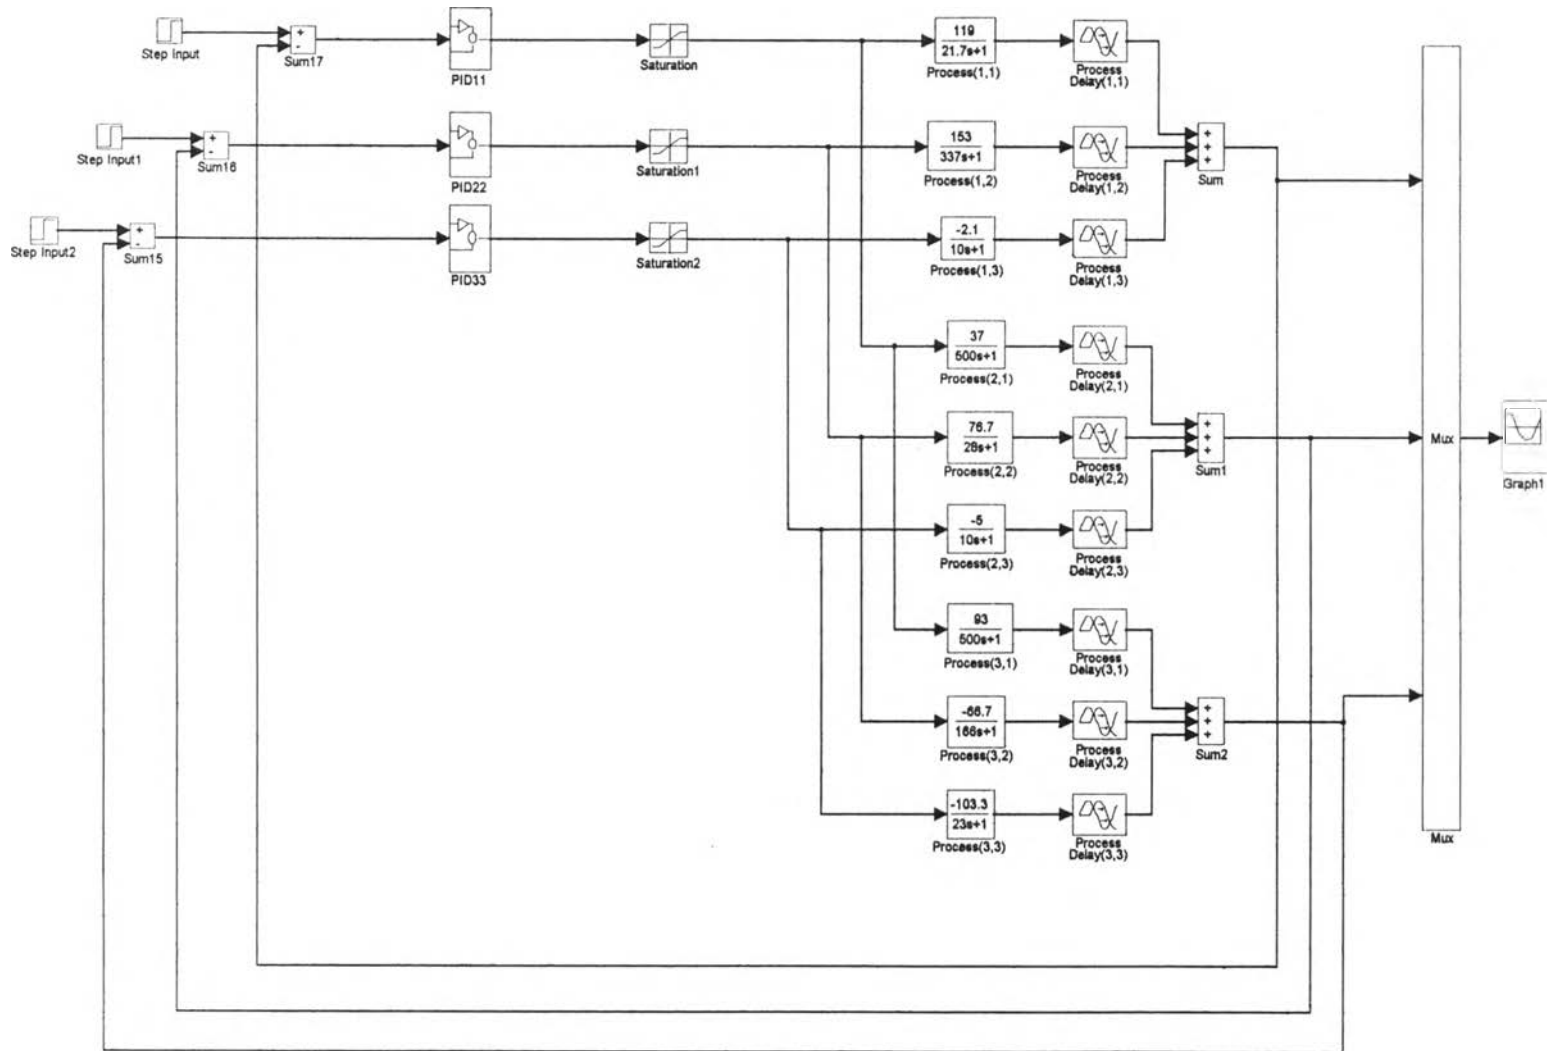 Step Input
+
-
Sum17
PID11
Saturation
119
21.7s+1
Process(1,1)
Process
Delay(1,1)
Step Input1
+
-
Sum16
PID22
Saturation1
153
337s+1
Process(1,2)
Process
Delay(1,2)
+
+
+
Sum
Step Input2
+
-
Sum15
PID33
Saturation2
-2.1
10s+1
Process(1,3)
Process
Delay(1,3)
37
500s+1
Process(2,1)
Process
Delay(2,1)
76.7
28s+1
Process(2,2)
Process
Delay(2,2)
+
+
+
Sum1
Mux
Graph1
-5
10s+1
Process(2,3)
Process
Delay(2,3)
93
500s+1
Process(3,1)
Process
Delay(3,1)
-66.7
166s+1
Process(3,2)
Process
Delay(3,2)
+
+
+
Sum2
-103.3
23s+1
Process(3,3)
Process
Delay(3,3)
Mux